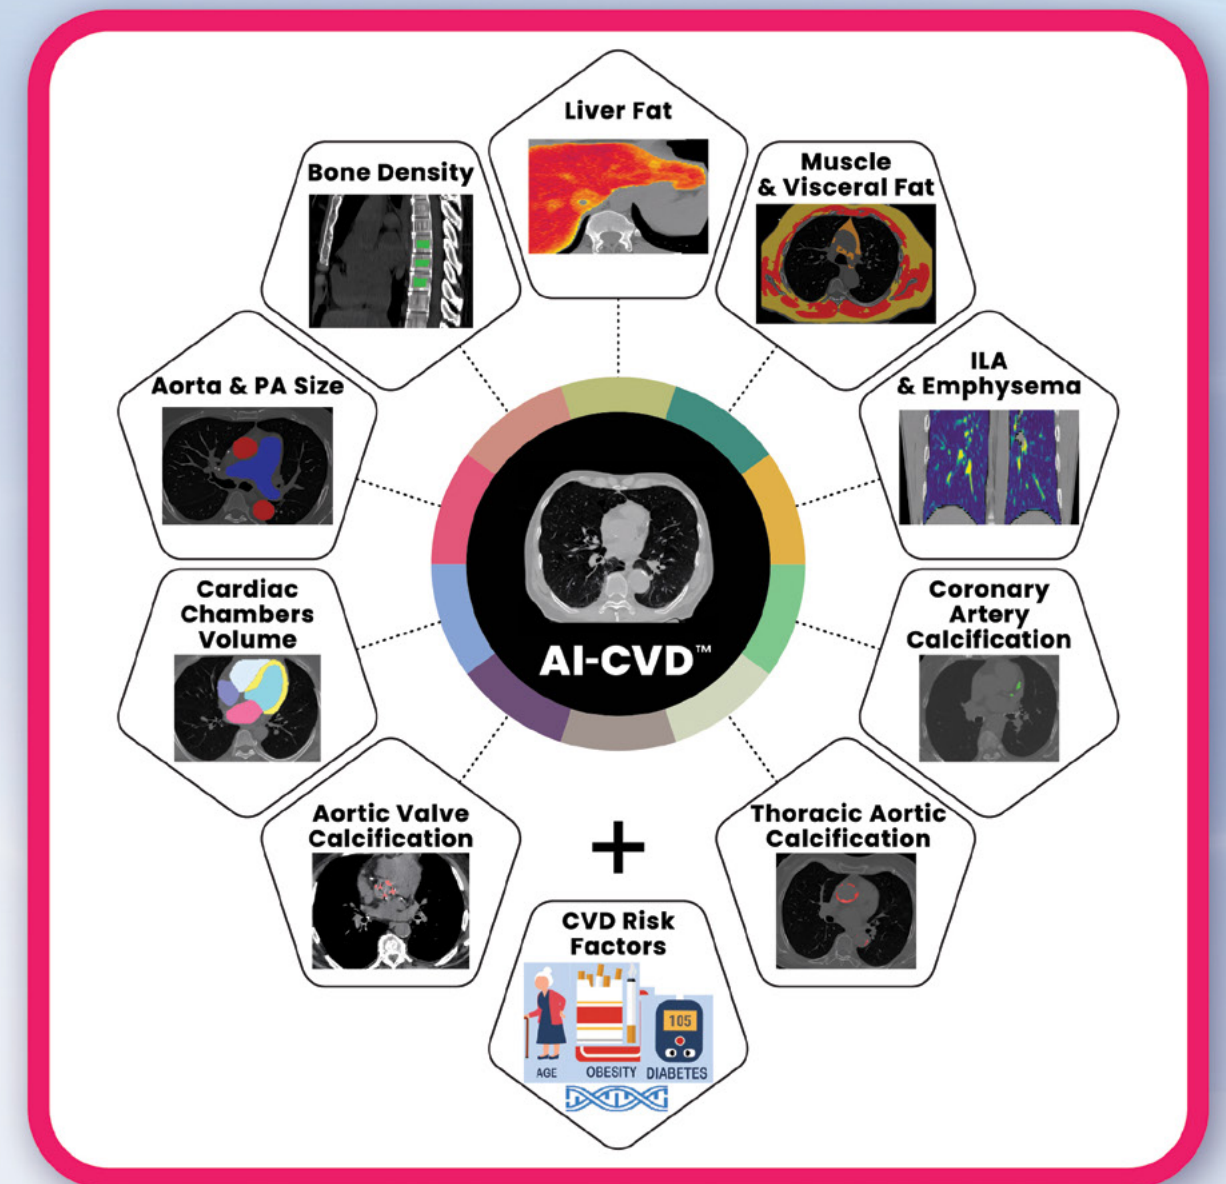 Liver Fat
Bone Density
Muscle
& Visceral Fat
Aorta & PA Size
ILA
& Emphysema
Cardiac
Chambers
Volume
Coronary
Artery
Calcification
AI-CVD™
Aortic Valve
Calcification
Thoracic Aortic
Calcification
+
CVD Risk
Factors
105
AGE
OBESITY
DIABETES